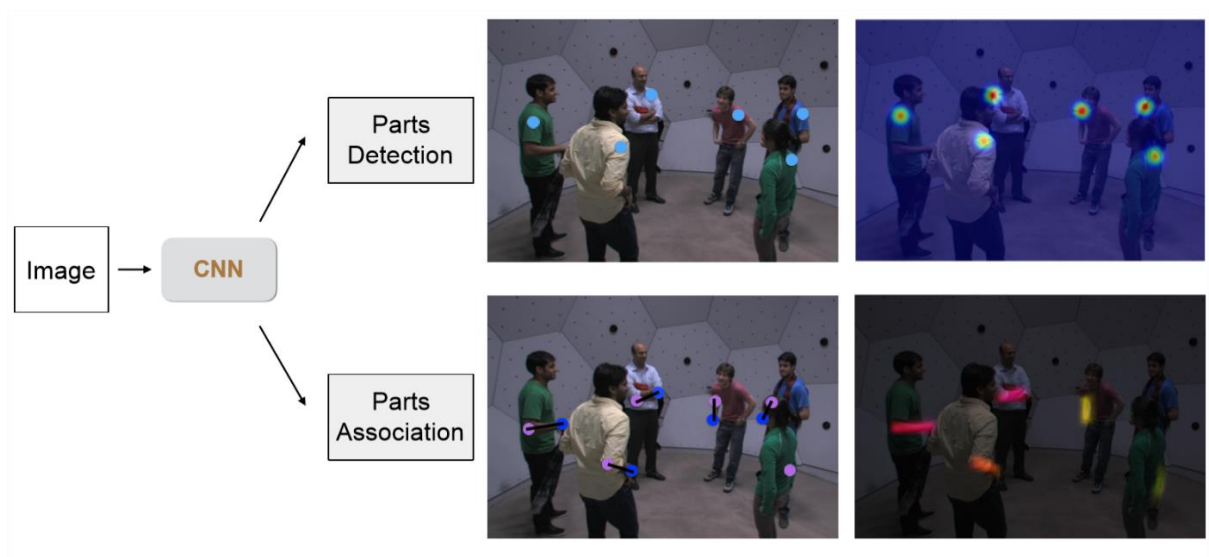 Parts
Detection
Image
CNN
Parts
Association